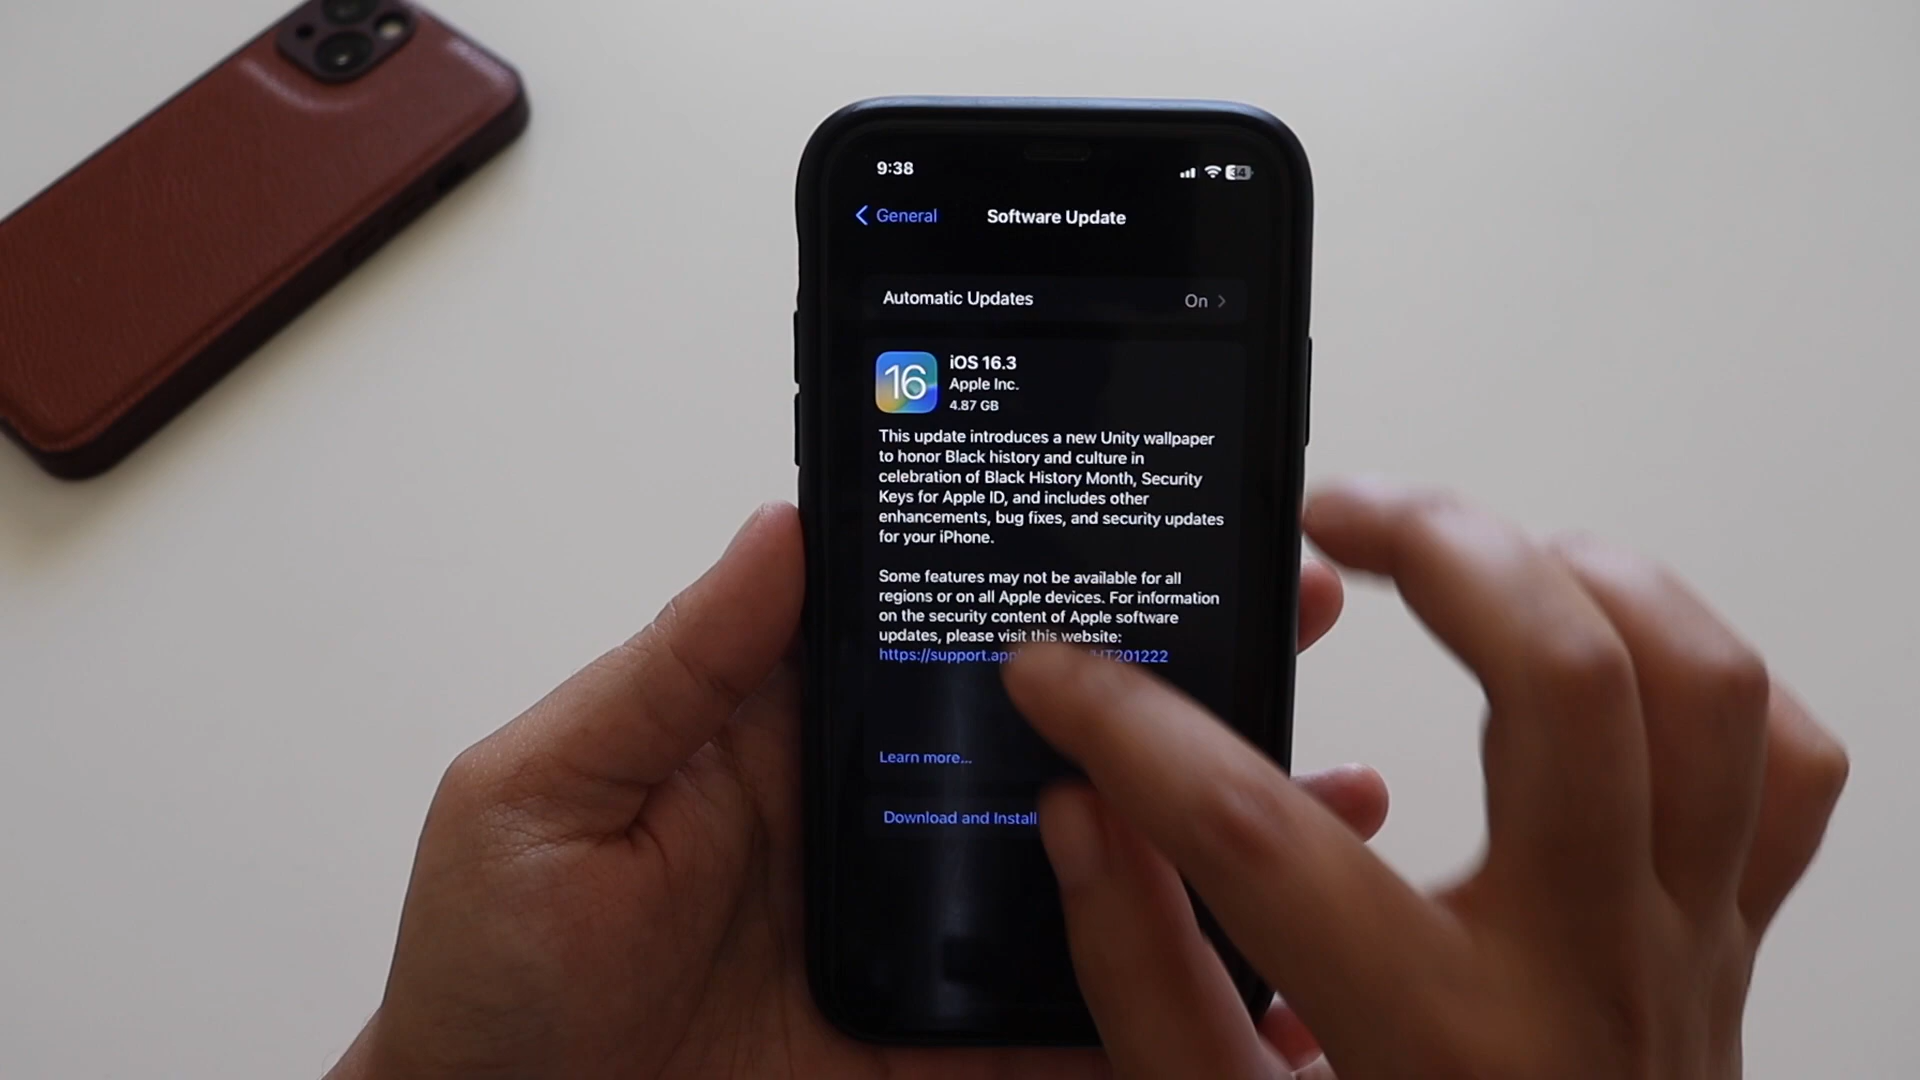 9:38
34
General
Software Update
Automatic Updates
On
16
iOS 16.3
Apple Inc.
4.87 GB
This update introduces a new Unity wallpaper
to honor Black history and culture in
celebration of Black History Month, Security
Keys for Apple ID, and includes other
enhancements, bug fixes, and security updates
for your iPhone.
Some features may not be available for all
regions or on all Apple devices. For information
on the security content of Apple software
updates, please visit this website:
https://support.app /HT201222
Learn more...
Download and Install